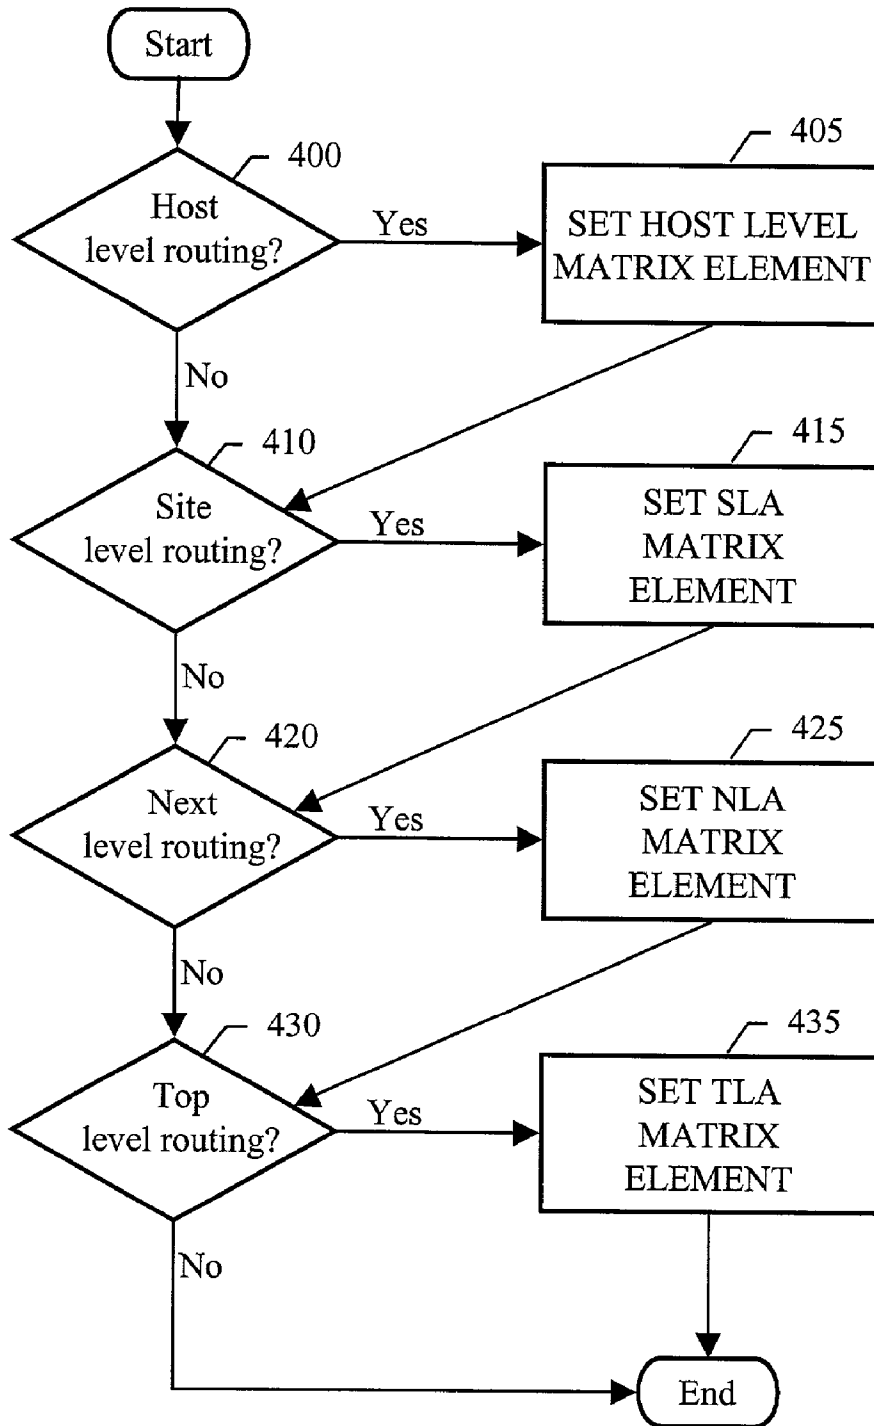 Start
400
Host
level routing?
Yes
405
SET HOST LEVEL
MATRIX ELEMENT
No
410
Site
level routing?
Yes
415
SET SLA
MATRIX
ELEMENT
No
420
Next
level routing?
Yes
425
SET NLA
MATRIX
ELEMENT
No
430
Top
level routing?
Yes
435
SET TLA
MATRIX
ELEMENT
No
End